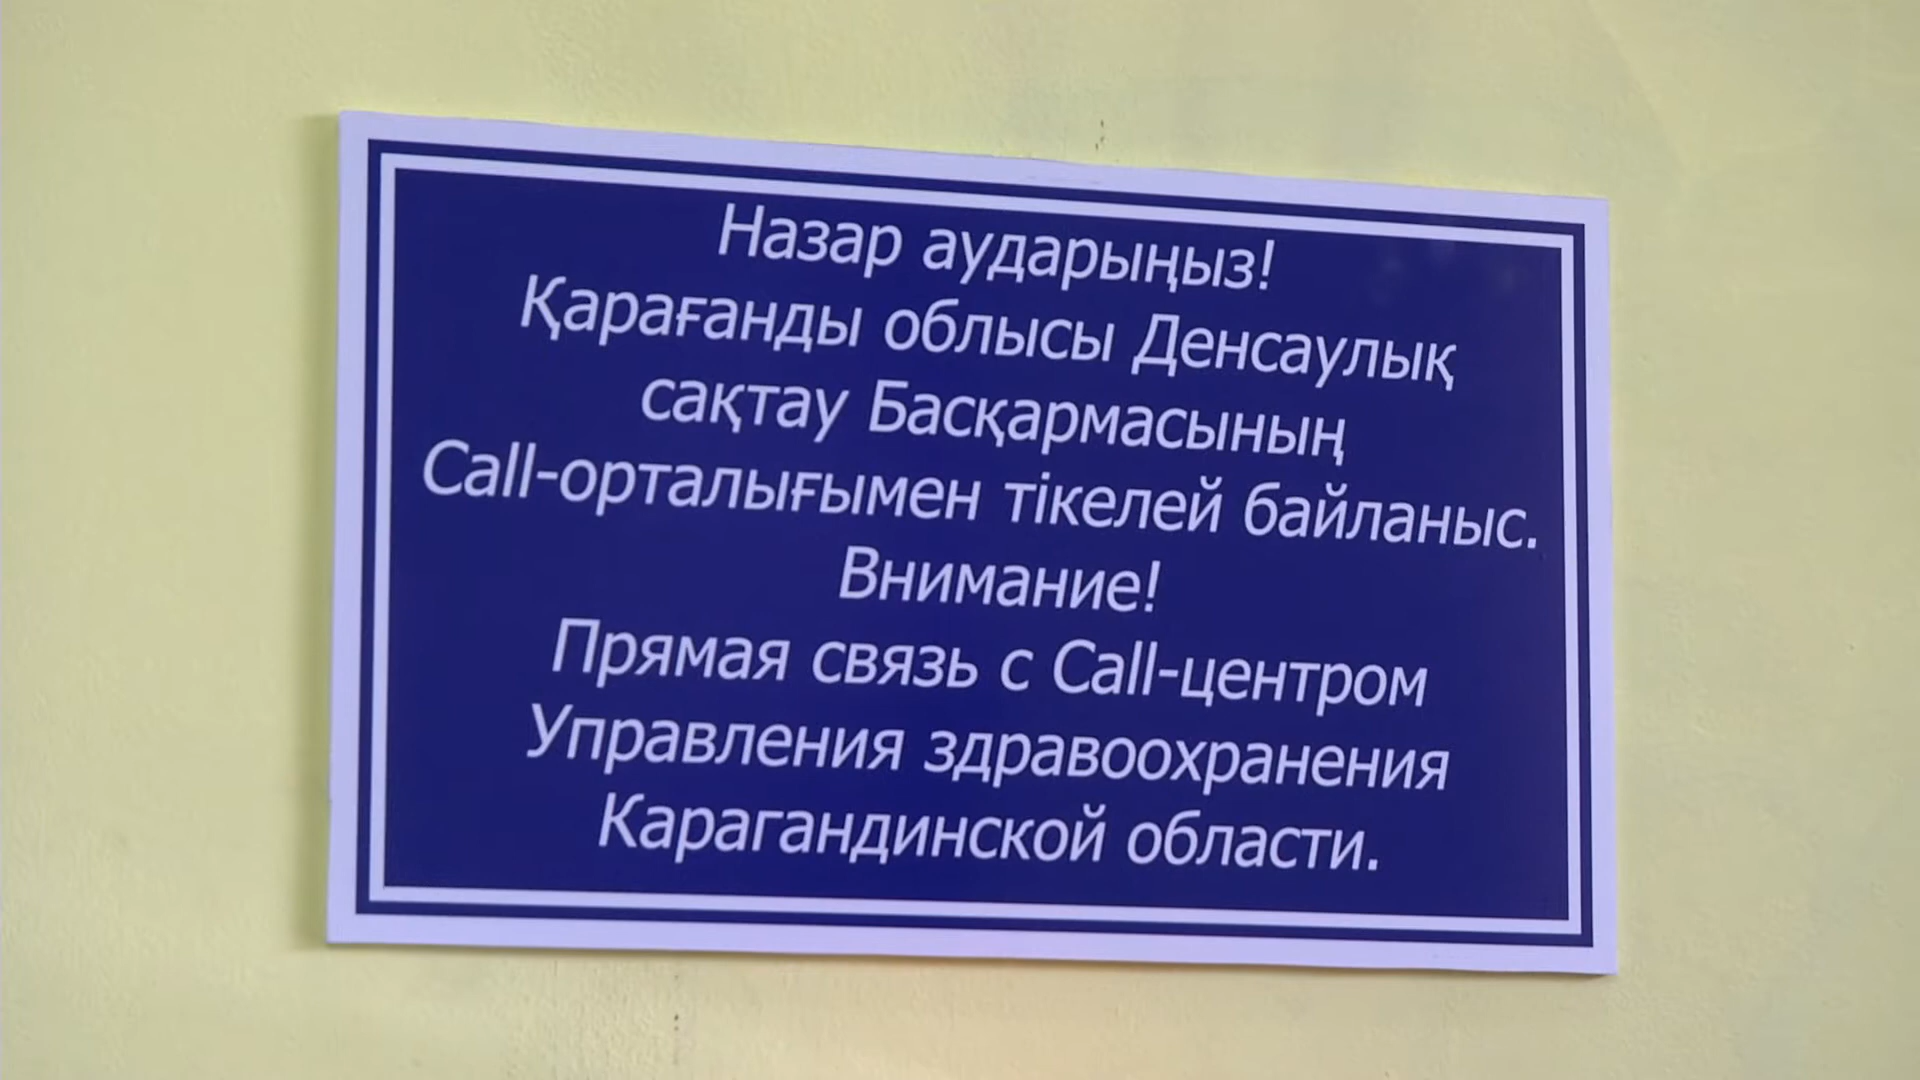 Назар аударыңыз!
Қарағанды облысы Денсаулық
сақтау Басқармасының
Call-орталығымен тікелей байланыс.
Внимание!
Прямая связь с Call-центром
Управления здравоохранения
Карагандинской области.